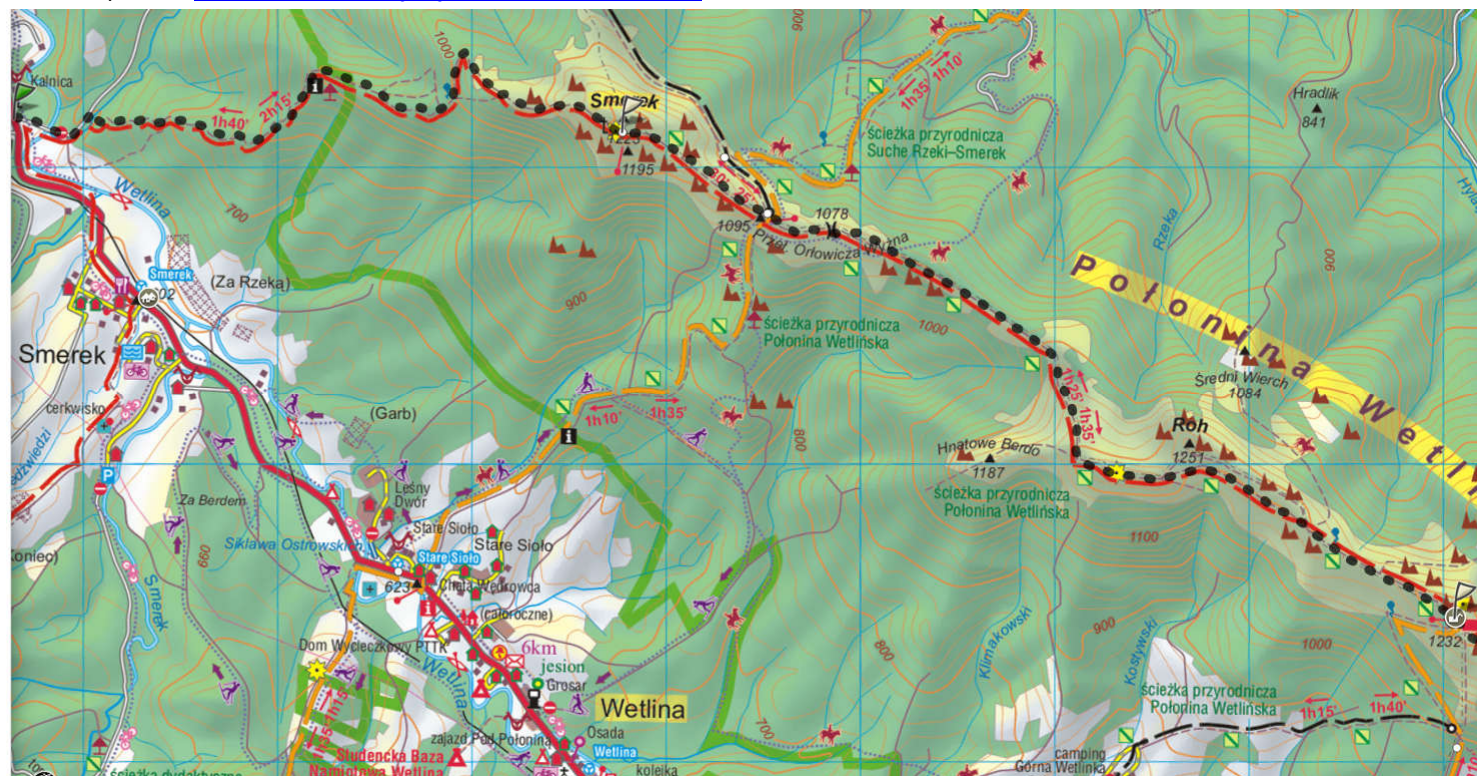 Kalnica
1000
900
1h10'
1h35'
Smerek
1h40'
2h15'
Hradlik
841
ścieżka przyrodnicza
Suche Rzeki–Smerek
1195
20'
25'
Wetlina
700
1078
1095
Przeł. Orłowicza
Rzeka
Połonina
900
Smerek
(Za Rzeką)
900
1000
ścieżka przyrodnicza
Połonina Wetlińska
Smerek
Średni Wierch
1084
1h25'
1h35'
cerkwisko
(Garb)
1h10'
1h35'
800
Roh
1251
Hnatowe Berdo
1187
P
Za Berdem
Leśny
Dwór
ścieżka przyrodnicza
Połonina Wetlińska
Stare Sioło
Stare Sioło
Stare Sioło
1100
660
623
Chata Wędrowca
(całoroczne)
Smerek
Dom Wycieczkowy PTTK
Wetlina
6km
jesion
Grosar
Klimakowski
Kostywski
900
1000
1232
800
ścieżka przyrodnicza
Połonina Wetlińska
1h15'
1h40'
Wetlina
1h15'
700
zajazd Pod Połoniną
Osada
Wetlina
Studencka Baza
Namiotowa Wetlina
kolejka
camping
Górna Wetlinka
ścieżka dydaktyczna